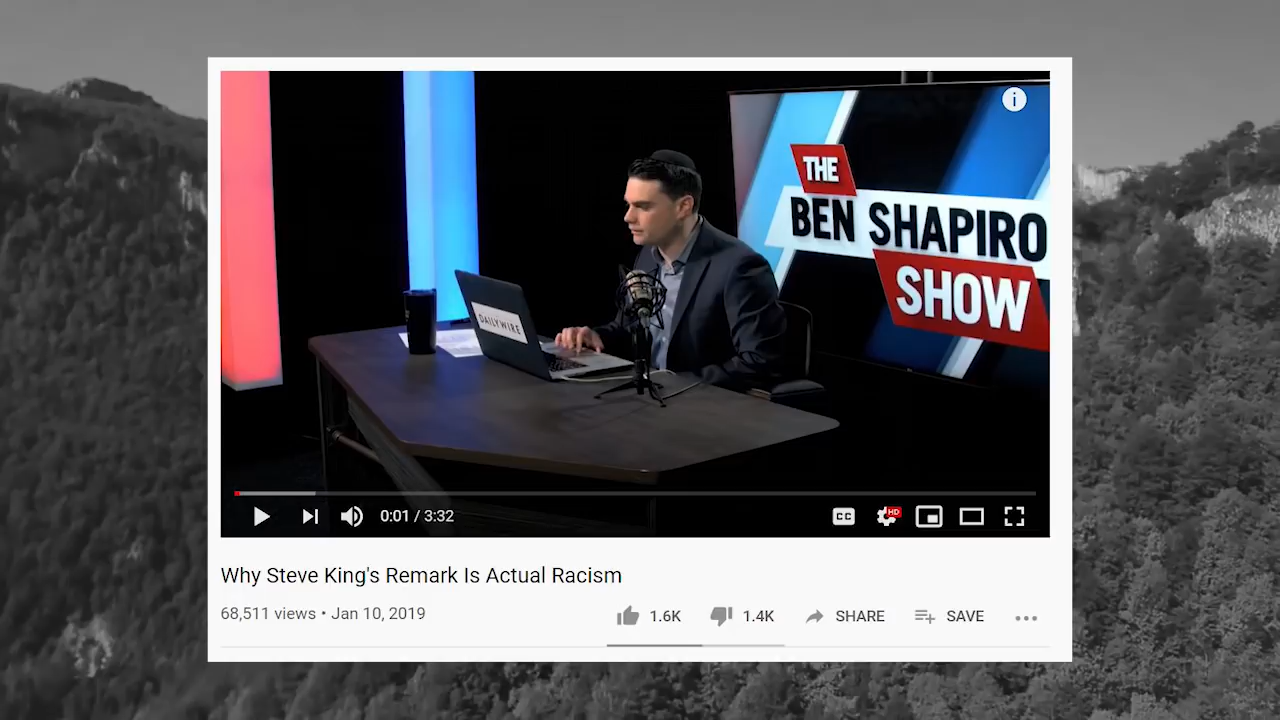 THE
BEN SHAPIRO
SHOW
DAILYWIRE
0:01 / 3:32
CC
HD
Why Steve King's Remark Is Actual Racism
68,511 views • Jan 10, 2019
1.6K
1.4K
SHARE
SAVE